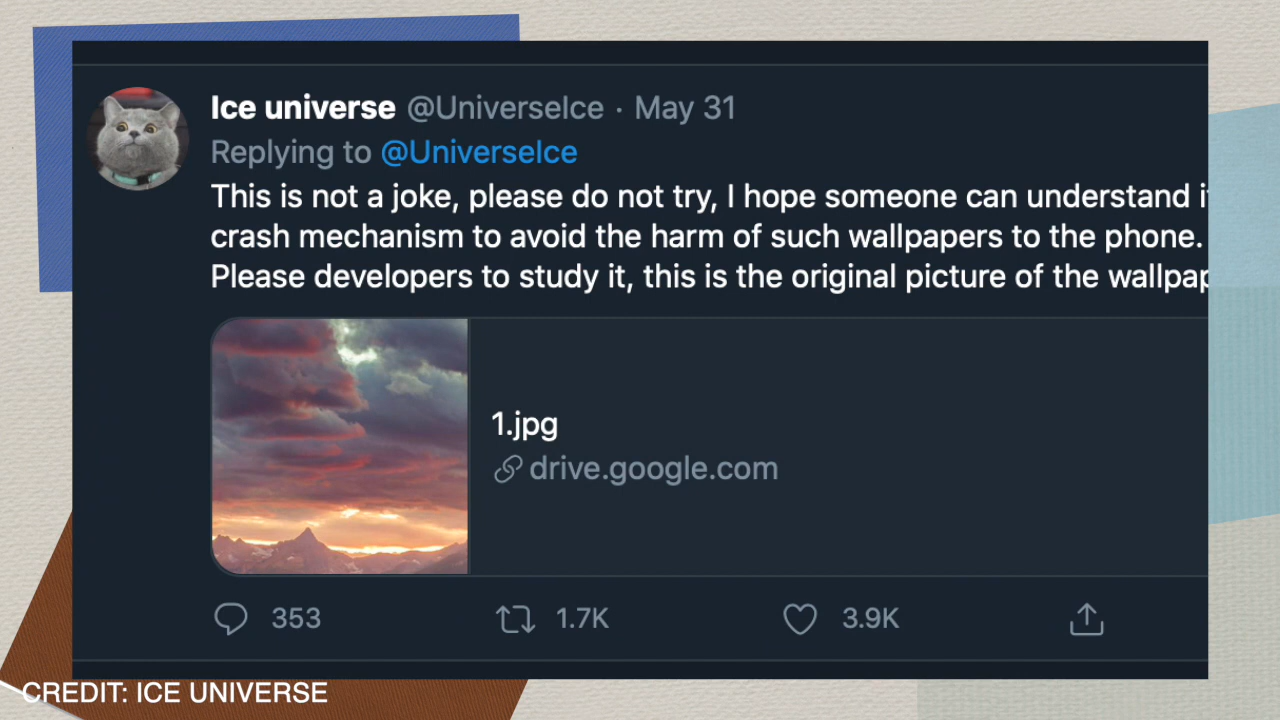 Ice universe @UniverseIce · May 31
Replying to @UniverseIce
This is not a joke, please do not try, I hope someone can understand
crash mechanism to avoid the harm of such wallpapers to the phone.
Please developers to study it, this is the original picture of the
1.jpg
drive.google.com
353 1.7K 3.9K
CREDIT: ICE UNIVERSE